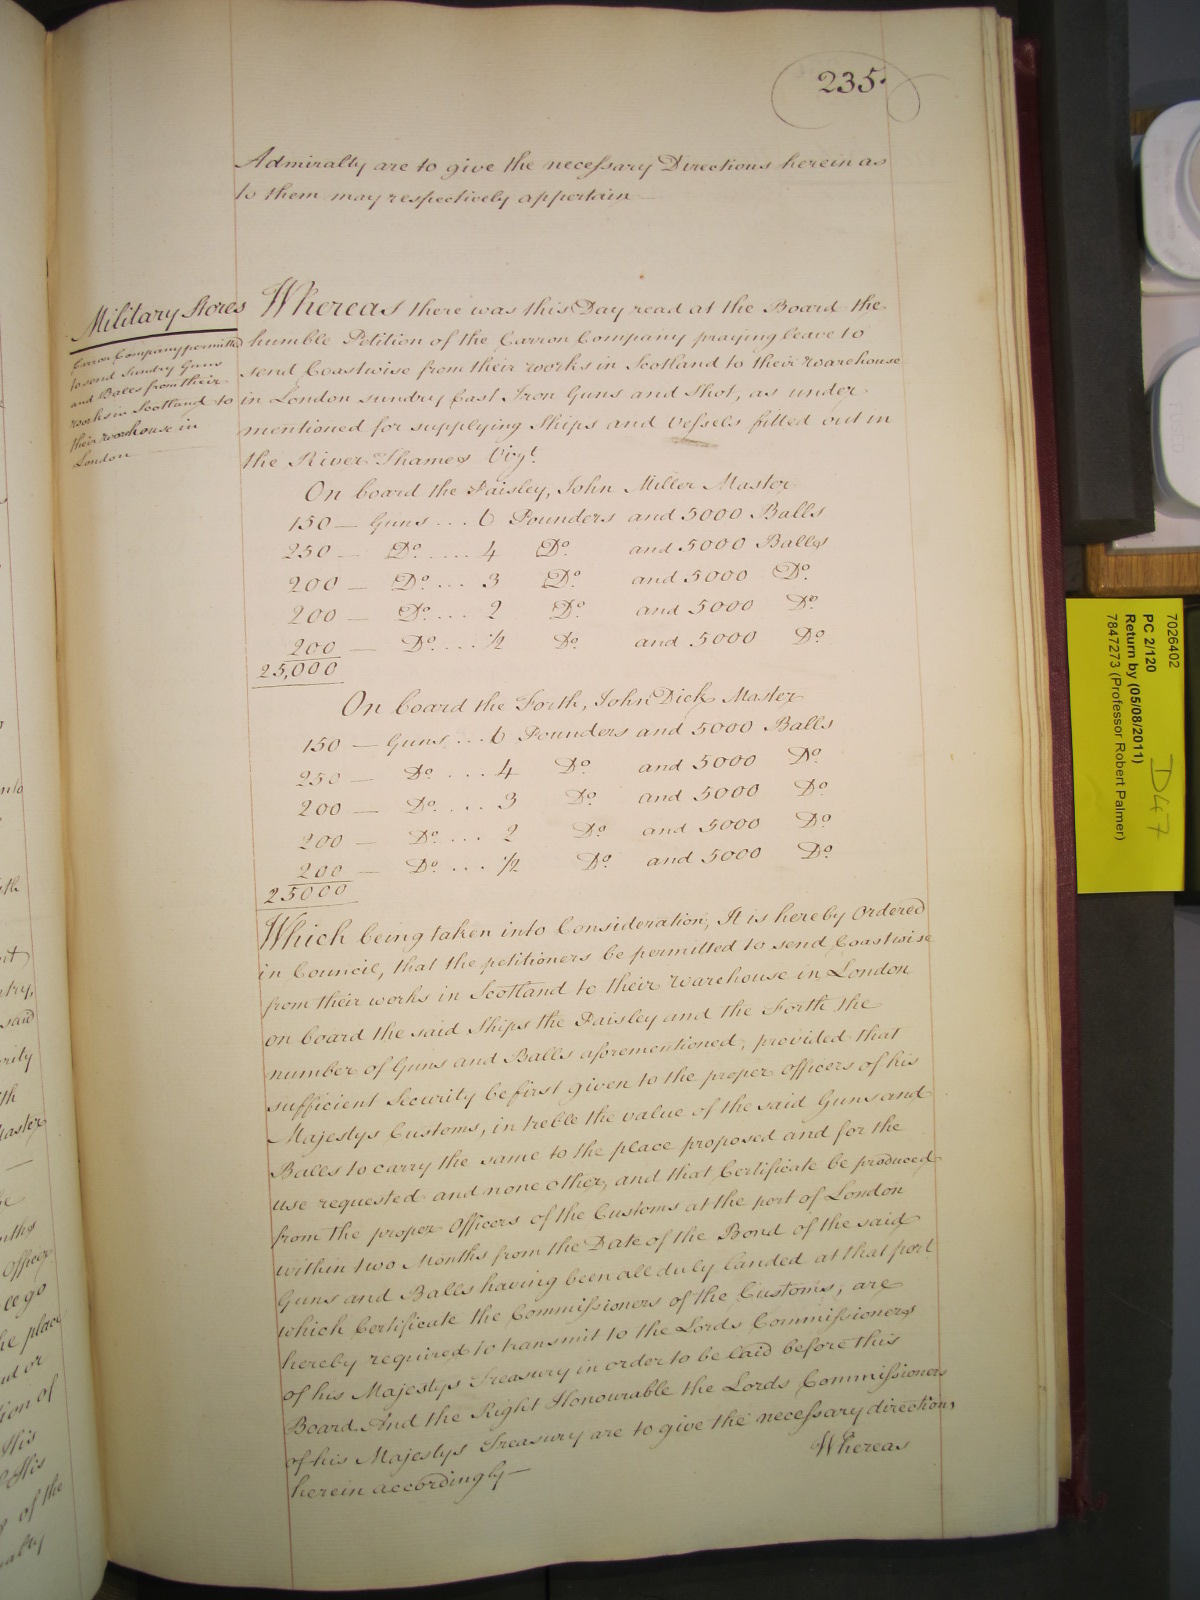 235.
Admiralty are to give the necessary Directions herein as
to them may respectively appertain
Military Stores
Carron Company permitted
to send Sundry Guns
and Balls from their
works in Scotland to
their warehouse in
London
Whereas there was this Day read at the Board the
humble Petition of the Carron Company praying leave to
send Coastwise from their works in Scotland to their warehouse
in London sundry Cast Iron Guns and Shot, as under
mentioned for supplying Ships and Vessels fitted out in
the River Thames Vizt.
On board the Paisley, John Miller Master
150 — Guns ... 6 Pounders and 5000 Balls
250 — Do. .... 4 Do. and 5000 Balls
200 — Do. ... 3 Do. and 5000 Do.
200 — Do. ... 2 Do. and 5000 Do.
200 — Do. ... 1/2 Do. and 5000 Do.
25,000
On board the Forth, John Dick Master
150 — Guns ... 6 Pounders and 5000 Balls
250 — Do. ... 4 Do. and 5000 Do.
200 — Do. ... 3 Do. and 5000 Do.
200 — Do. ... 2 Do. and 5000 Do.
200 — Do. ... 1/2 Do. and 5000 Do.
25000
Which being taken into Consideration, It is hereby Ordered
in Council, that the petitioners be permitted to send Coastwise
from their works in Scotland to their warehouse in London
on board the said Ships the Paisley and the Forth the
number of Guns and Balls aforementioned, provided that
sufficient Security be first given to the proper Officers of his
Majestys Customs, in treble the value of the said Guns and
Balls to carry the same to the place proposed and for the
use requested and none other, and that Certificate be produced
from the proper Officers of the Customs at the port of London
within two Months from the Date of the Bond of the said
Guns and Balls having been all duly landed at that port
which Certificate the Commissioners of the Customs, are
hereby required to transmit to the Lords Commissioners
of his Majestys Treasury in order to be laid before this
Board. And the Right Honourable the Lords Commissioners
of his Majestys Treasury are to give the necessary directions
herein accordingly —
Whereas
7026402
PC 2/120
Return by (05/08/2011)
7847273 (Professor Robert Palmer)
D47